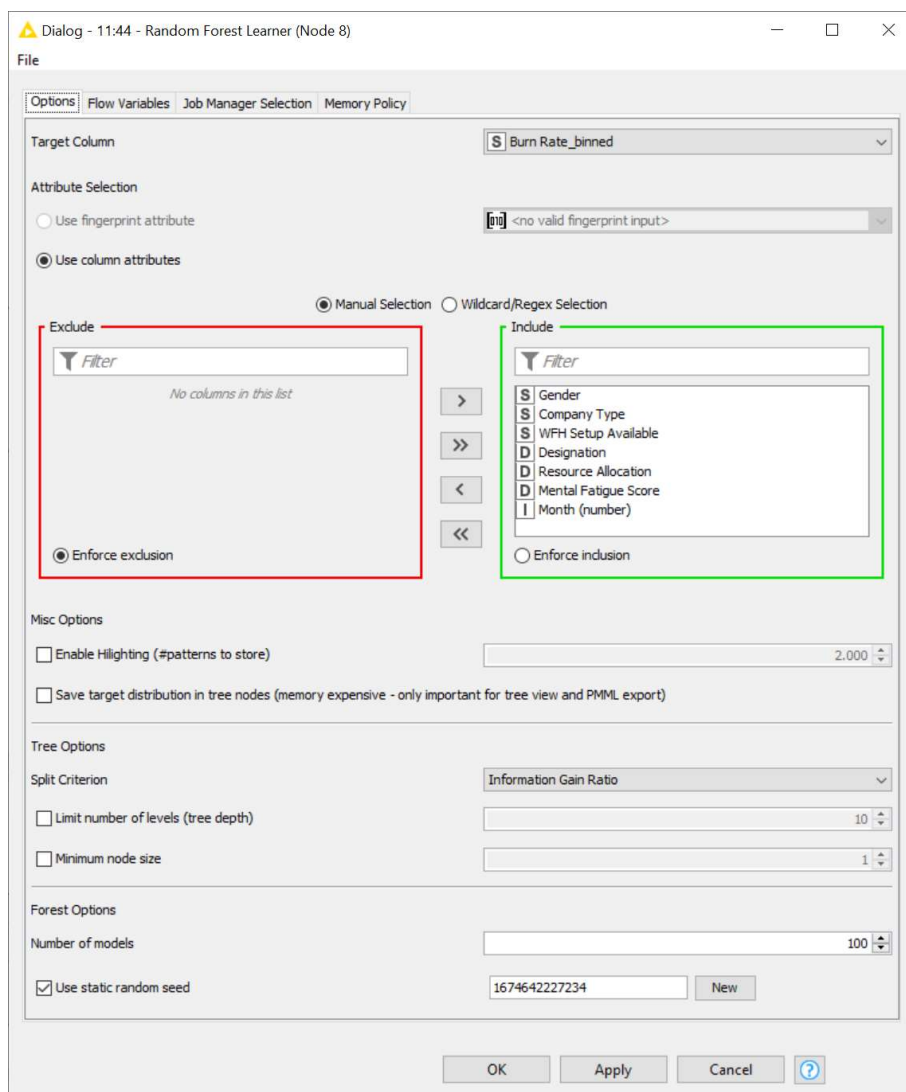 Dialog - 11:44 - Random Forest Learner (Node 8)
File
Options Flow Variables Job Manager Selection Memory Policy
Target Column S Burn Rate_binned
Attribute Selection
Use fingerprint attribute [010] <no valid fingerprint input>
Use column attributes
Manual Selection Wildcard/Regex Selection
Exclude Include
Filter Filter
No columns in this list
> S Gender
S Company Type
>> S WFH Setup Available
D Designation
D Resource Allocation
< D Mental Fatigue Score
I Month (number)
<<
Enforce exclusion Enforce inclusion
Misc Options
Enable Hilighting (#patterns to store) 2.000
Save target distribution in tree nodes (memory expensive - only important for tree view and PMML export)
Tree Options
Split Criterion Information Gain Ratio
Limit number of levels (tree depth) 10
Minimum node size 1
Forest Options
Number of models 100
Use static random seed 1674642227234 New
OK Apply Cancel ?